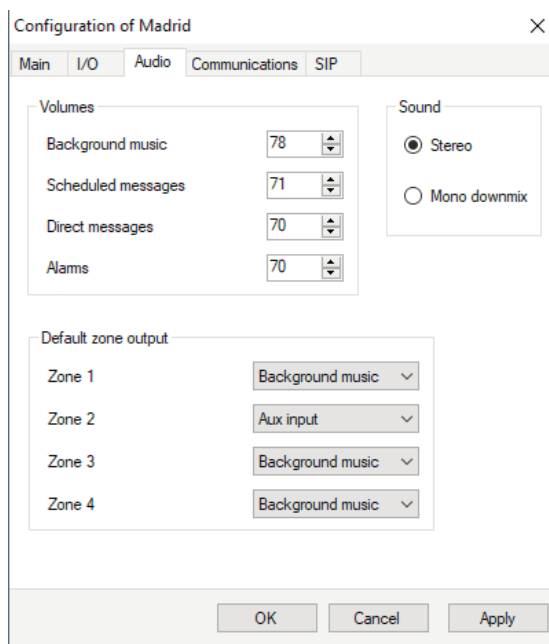 Configuration of Madrid
Main I/O Audio Communications SIP
Volumes
Background music 78
Scheduled messages 71
Direct messages 70
Alarms 70
Sound
Stereo
Mono downmix
Default zone output
Zone 1 Background music
Zone 2 Aux input
Zone 3 Background music
Zone 4 Background music
OK Cancel Apply